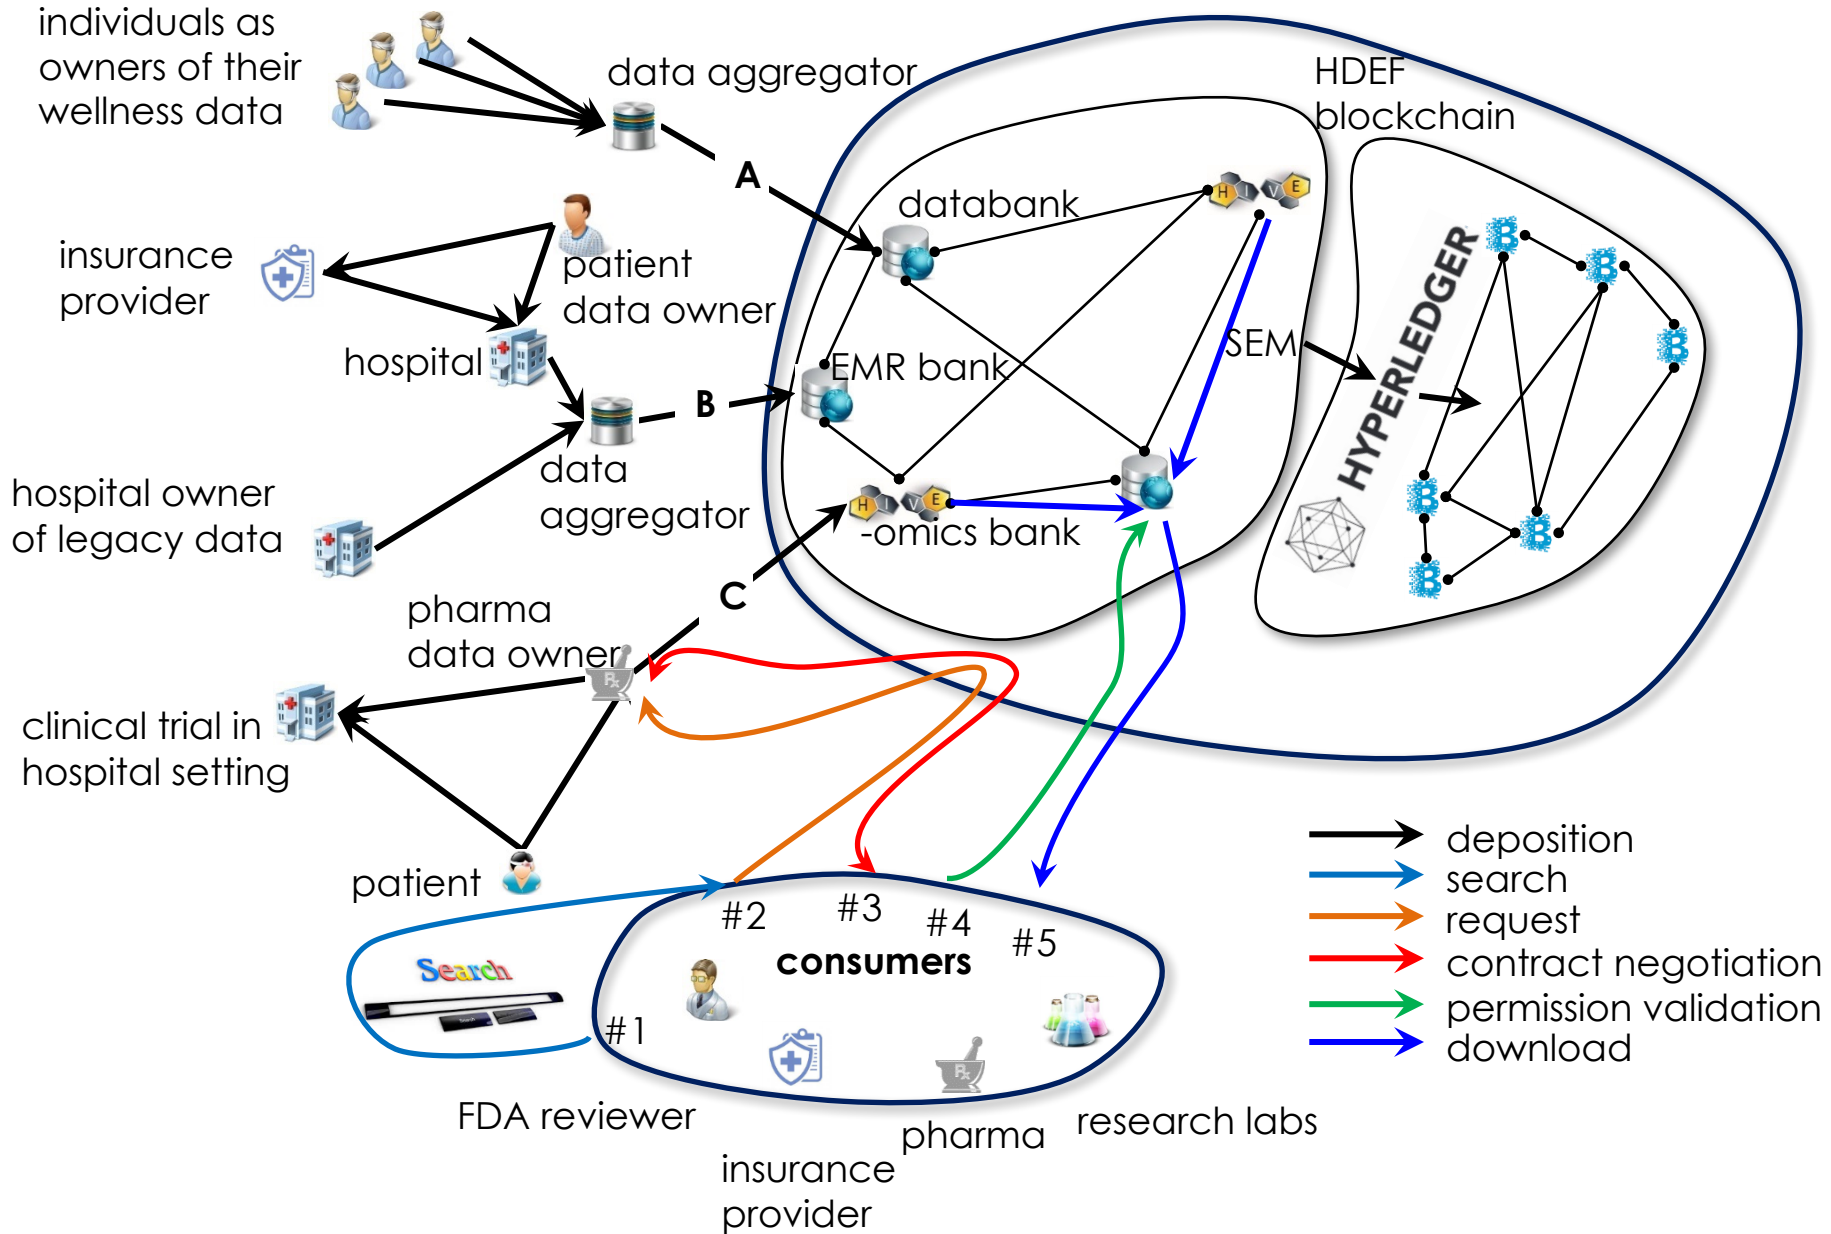 individuals as
owners of their
wellness data
data aggregator
A
HDEF
blockchain
databank
H I V E
insurance
provider
patient
data owner
hospital
EMR bank
SEM
HYPERLEDGER
B
hospital owner
of legacy data
data
aggregator
H I V E
-omics bank
C
pharma
data owner
Rx
clinical trial in
hospital setting
patient
deposition
search
request
contract negotiation
permission validation
download
#1
#2
#3
#4
#5
consumers
Search
Search
Rx
FDA reviewer
insurance
provider
pharma
research labs